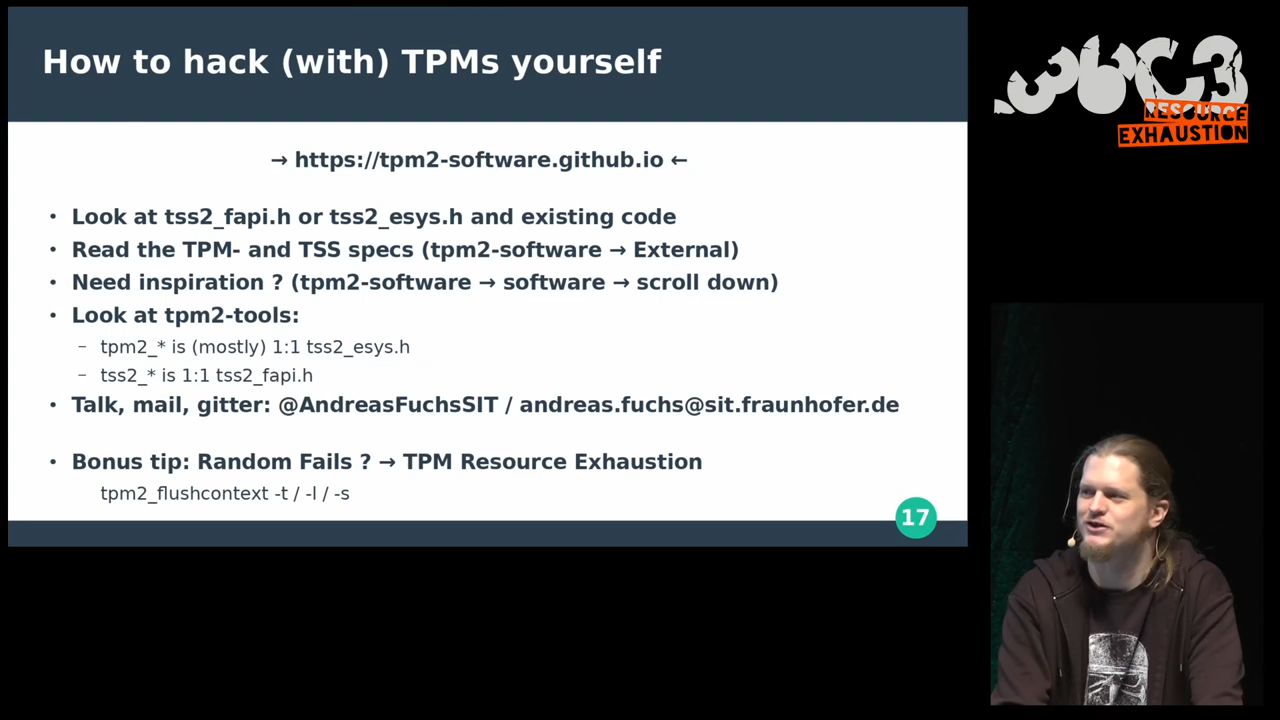 How to hack (with) TPMs yourself
→ https://tpm2-software.github.io ←
• Look at tss2_fapi.h or tss2_esys.h and existing code
• Read the TPM- and TSS specs (tpm2-software → External)
• Need inspiration ? (tpm2-software → software → scroll down)
• Look at tpm2-tools:
– tpm2_* is (mostly) 1:1 tss2_esys.h
– tss2_* is 1:1 tss2_fapi.h
• Talk, mail, gitter: @AndreasFuchsSIT / andreas.fuchs@sit.fraunhofer.de
• Bonus tip: Random Fails ? → TPM Resource Exhaustion
tpm2_flushcontext -t / -l / -s
17
36C3
RESOURCE
EXHAUSTION